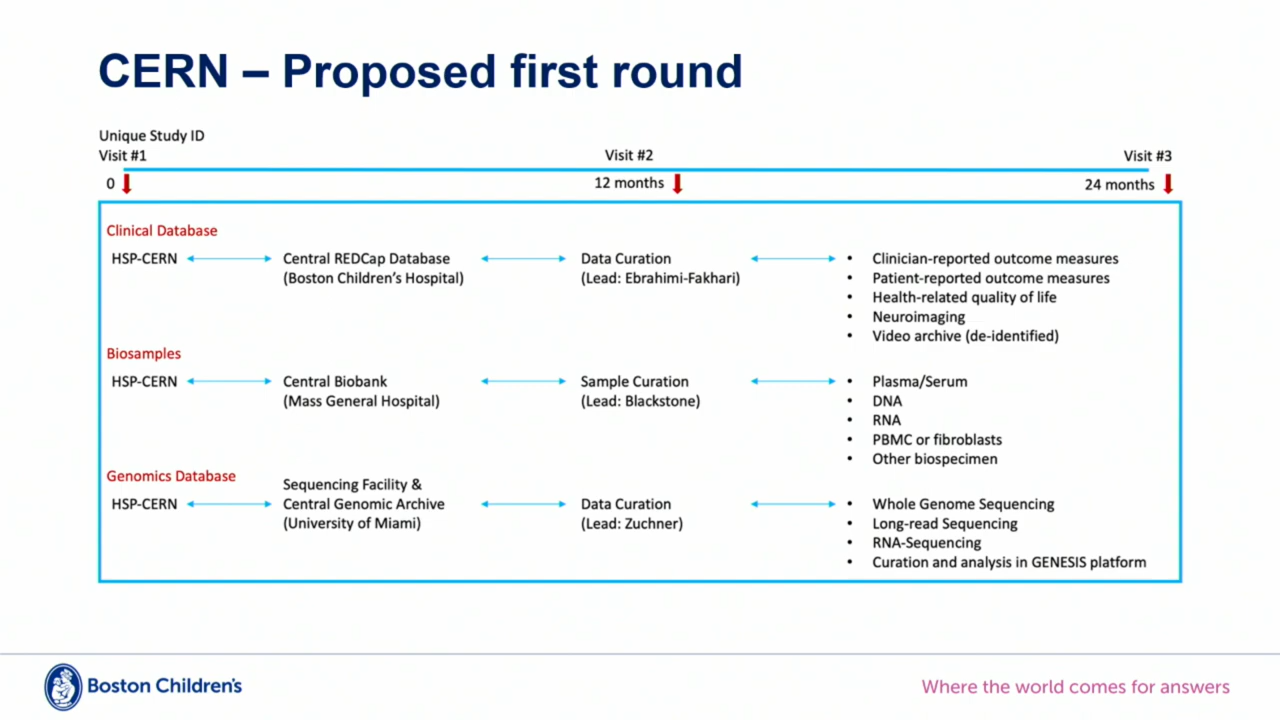 CERN – Proposed first round
Unique Study ID
Visit #1
Visit #2
Visit #3
0
12 months
24 months
Clinical Database
HSP-CERN
Central REDCap Database
(Boston Children's Hospital)
Data Curation
(Lead: Ebrahimi-Fakhari)
• Clinician-reported outcome measures
• Patient-reported outcome measures
• Health-related quality of life
• Neuroimaging
• Video archive (de-identified)
Biosamples
HSP-CERN
Central Biobank
(Mass General Hospital)
Sample Curation
(Lead: Blackstone)
• Plasma/Serum
• DNA
• RNA
• PBMC or fibroblasts
• Other biospecimen
Genomics Database
HSP-CERN
Sequencing Facility &
Central Genomic Archive
(University of Miami)
Data Curation
(Lead: Zuchner)
• Whole Genome Sequencing
• Long-read Sequencing
• RNA-Sequencing
• Curation and analysis in GENESIS platform
Boston Children's
Where the world comes for answers